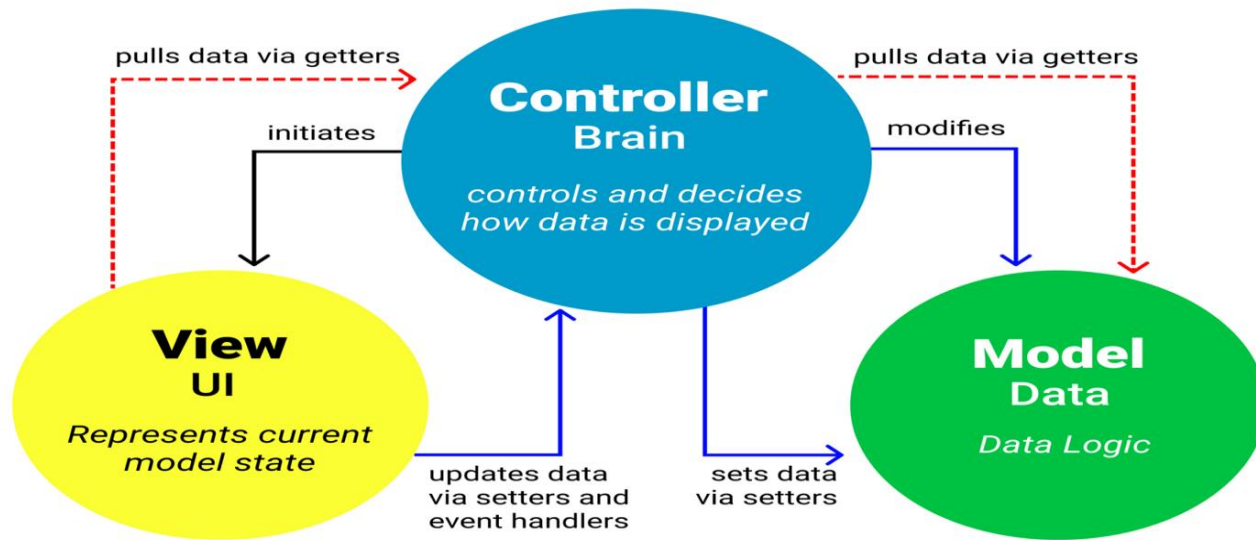 pulls data via getters
pulls data via getters
Controller
Brain
initiates
modifies
controls and decides
how data is displayed
View
UI
Represents current
model state
Model
Data
Data Logic
updates data
via setters and
event handlers
sets data
via setters